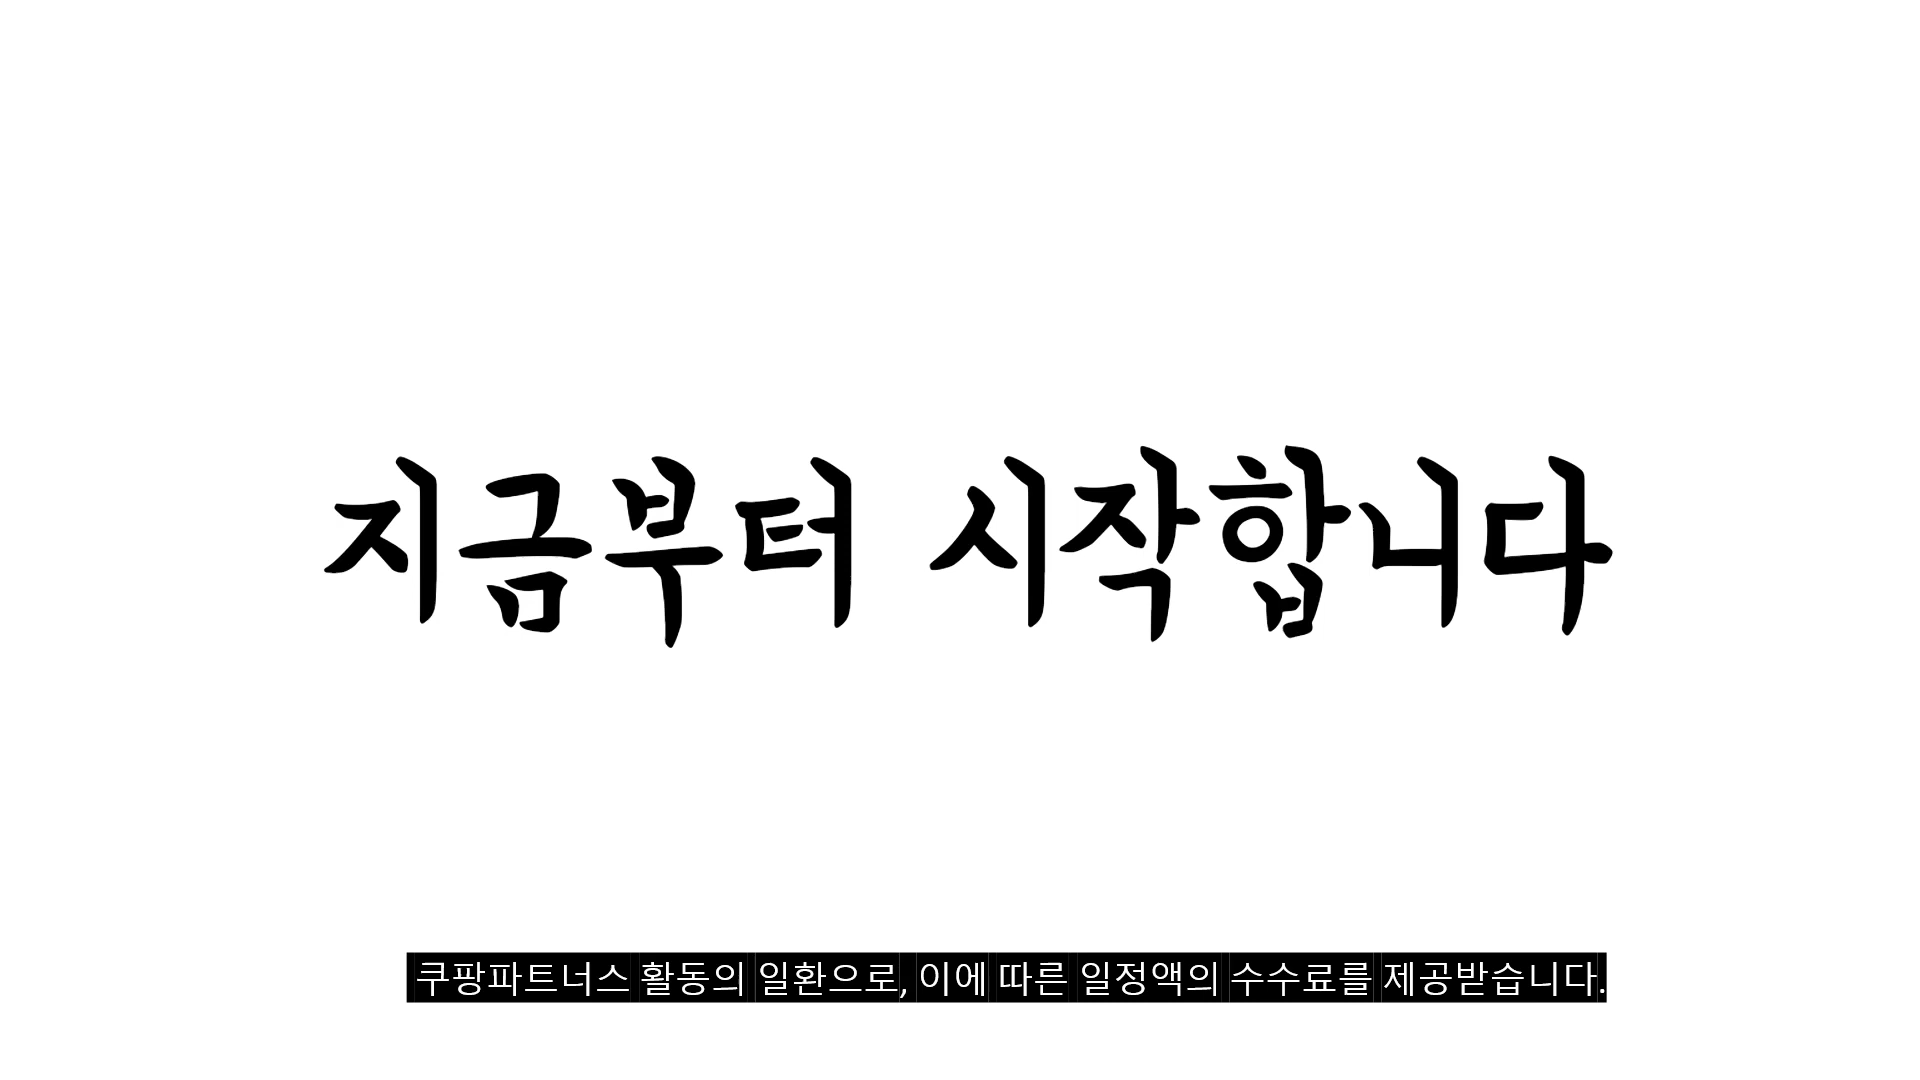 지금부터 시작합니다
쿠팡파트너스 활동의 일환으로, 이에 따른 일정액의 수수료를 제공받습니다.